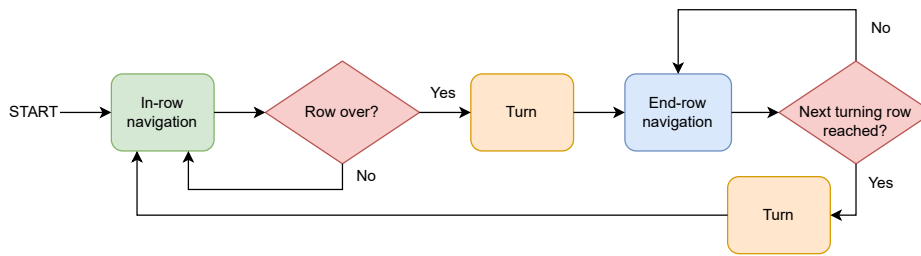 START
In-row
navigation
Row over?
Yes
No
Turn
End-row
navigation
No
Next turning row
reached?
Yes
Turn